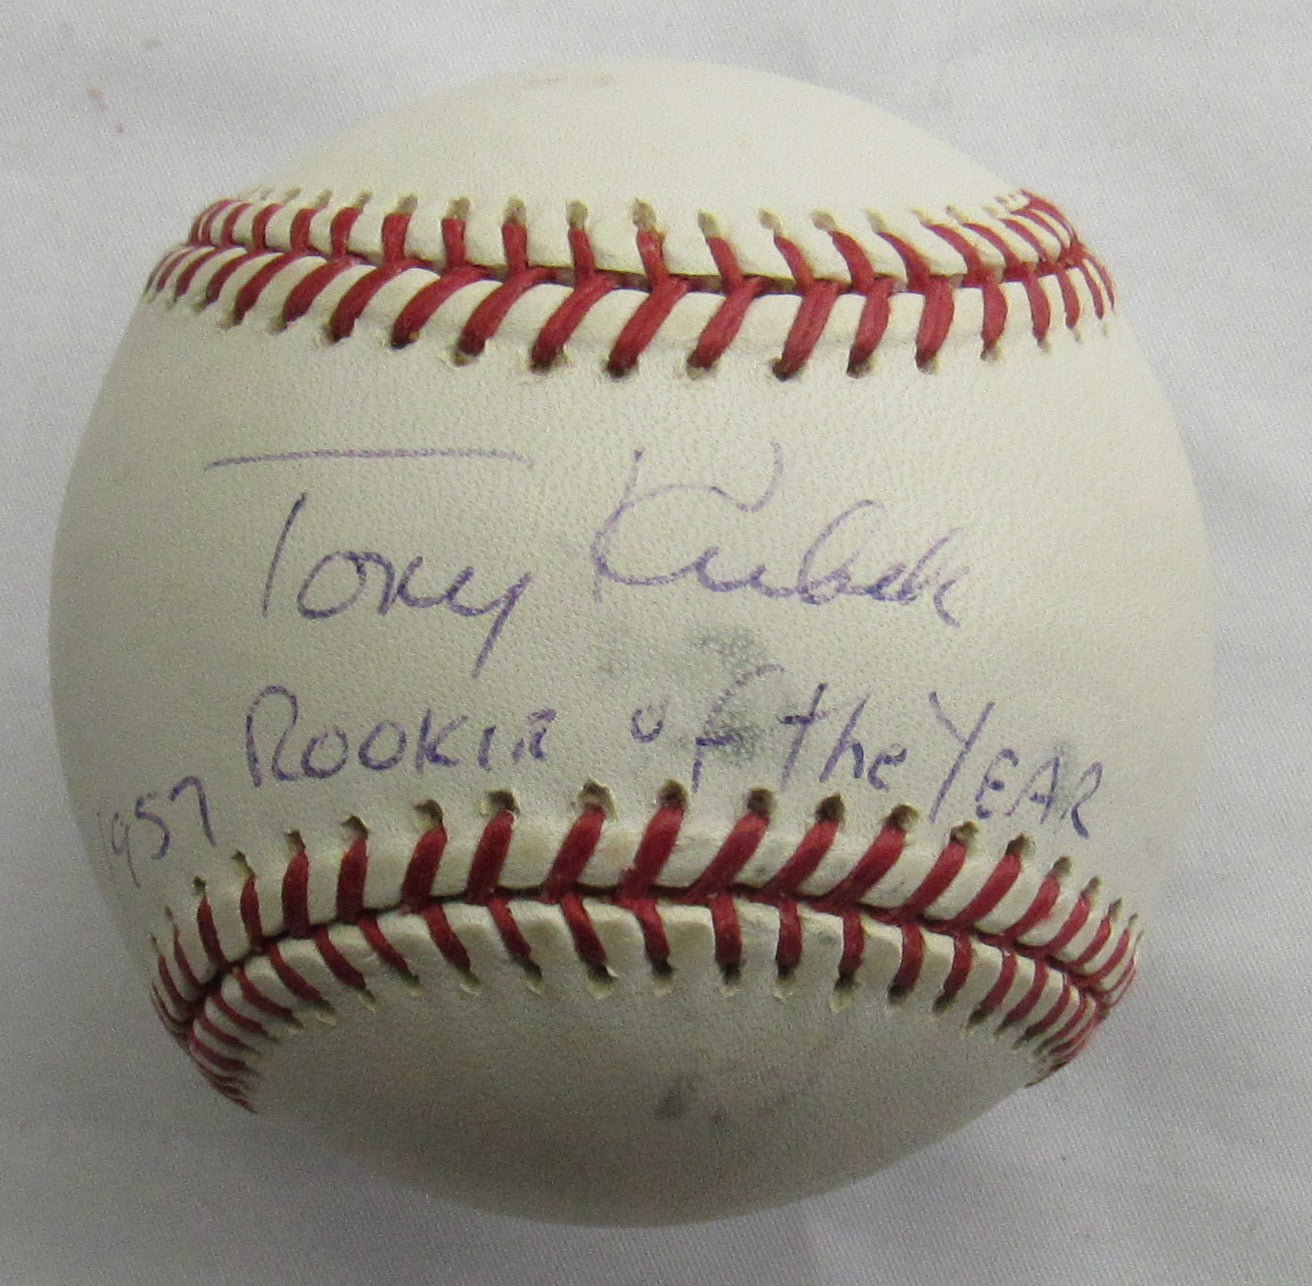 Tony Kubek
1957 ROOKIE of the YEAR